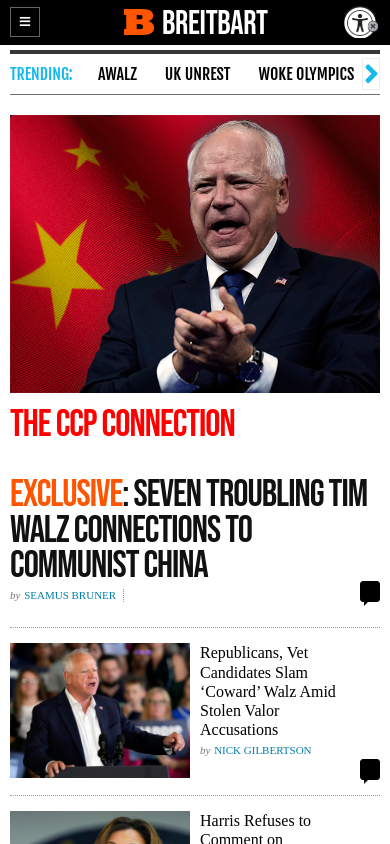 BREITBART
TRENDING:
AWALZ
UK UNREST
WOKE OLYMPICS
THE CCP CONNECTION
EXCLUSIVE: SEVEN TROUBLING TIM
WALZ CONNECTIONS TO
COMMUNIST CHINA
by SEAMUS BRUNER
Republicans, Vet
Candidates Slam
‘Coward’ Walz Amid
Stolen Valor
Accusations
by NICK GILBERTSON
Harris Refuses to
Comment on